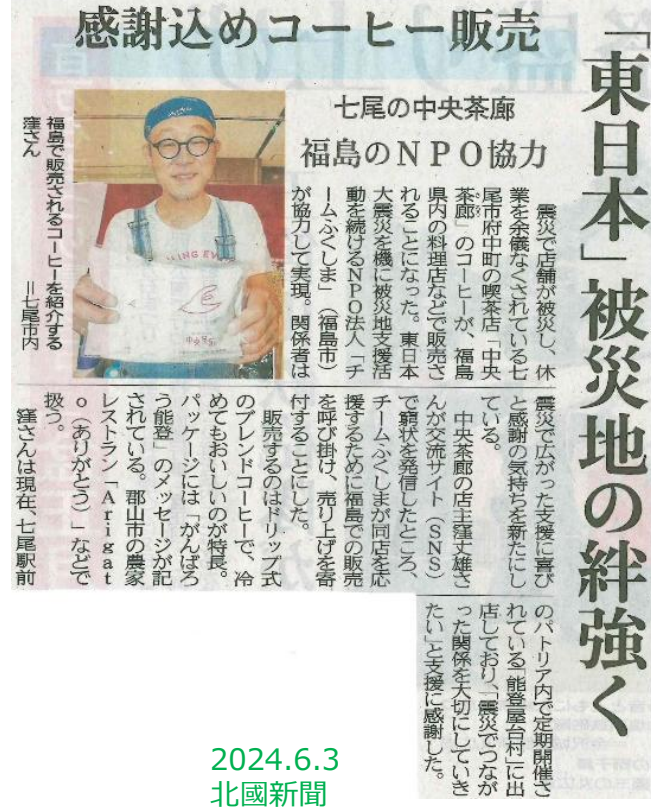 「東日本」被災地の絆強く
感謝込めコーヒー販売
七尾の中央茶廊
福島のNPO協力
福島で販売されるコーヒーを紹介する
窪さん　＝七尾市内
震災で店舗が被災し、休
業を余儀なくされている七
尾市府中町の喫茶店「中央
茶廊」のコーヒーが、福島
県内の料理店などで販売さ
れることになった。東日本
大震災を機に被災地支援活
動を続けるNPO法人「チ
ームふくしま」（福島市）
が協力して実現。関係者は
震災で広がった支援に喜び
と感謝の気持ちを新たにし
ている。
中央茶廊の店主窪丈雄さ
んが交流サイト（SNS）
で窮状を発信したところ、
チームふくしまが同店を応
援するために福島での販売
を呼び掛け、売り上げを寄
付することにした。
販売するのはドリップ式
のブレンドコーヒーで、冷
めてもおいしいのが特長。
パッケージには「がんばろ
う能登」のメッセージが記
されている。郡山市の農家
レストラン「Arigat
o（ありがとう）」などで
扱う。
窪さんは現在、七尾駅前
のパトリア内で定期開催さ
れている「能登屋台村」に出
店しており、「震災でつなが
った関係を大切にしていき
たい」と支援に感謝した。
2024.6.3
北國新聞